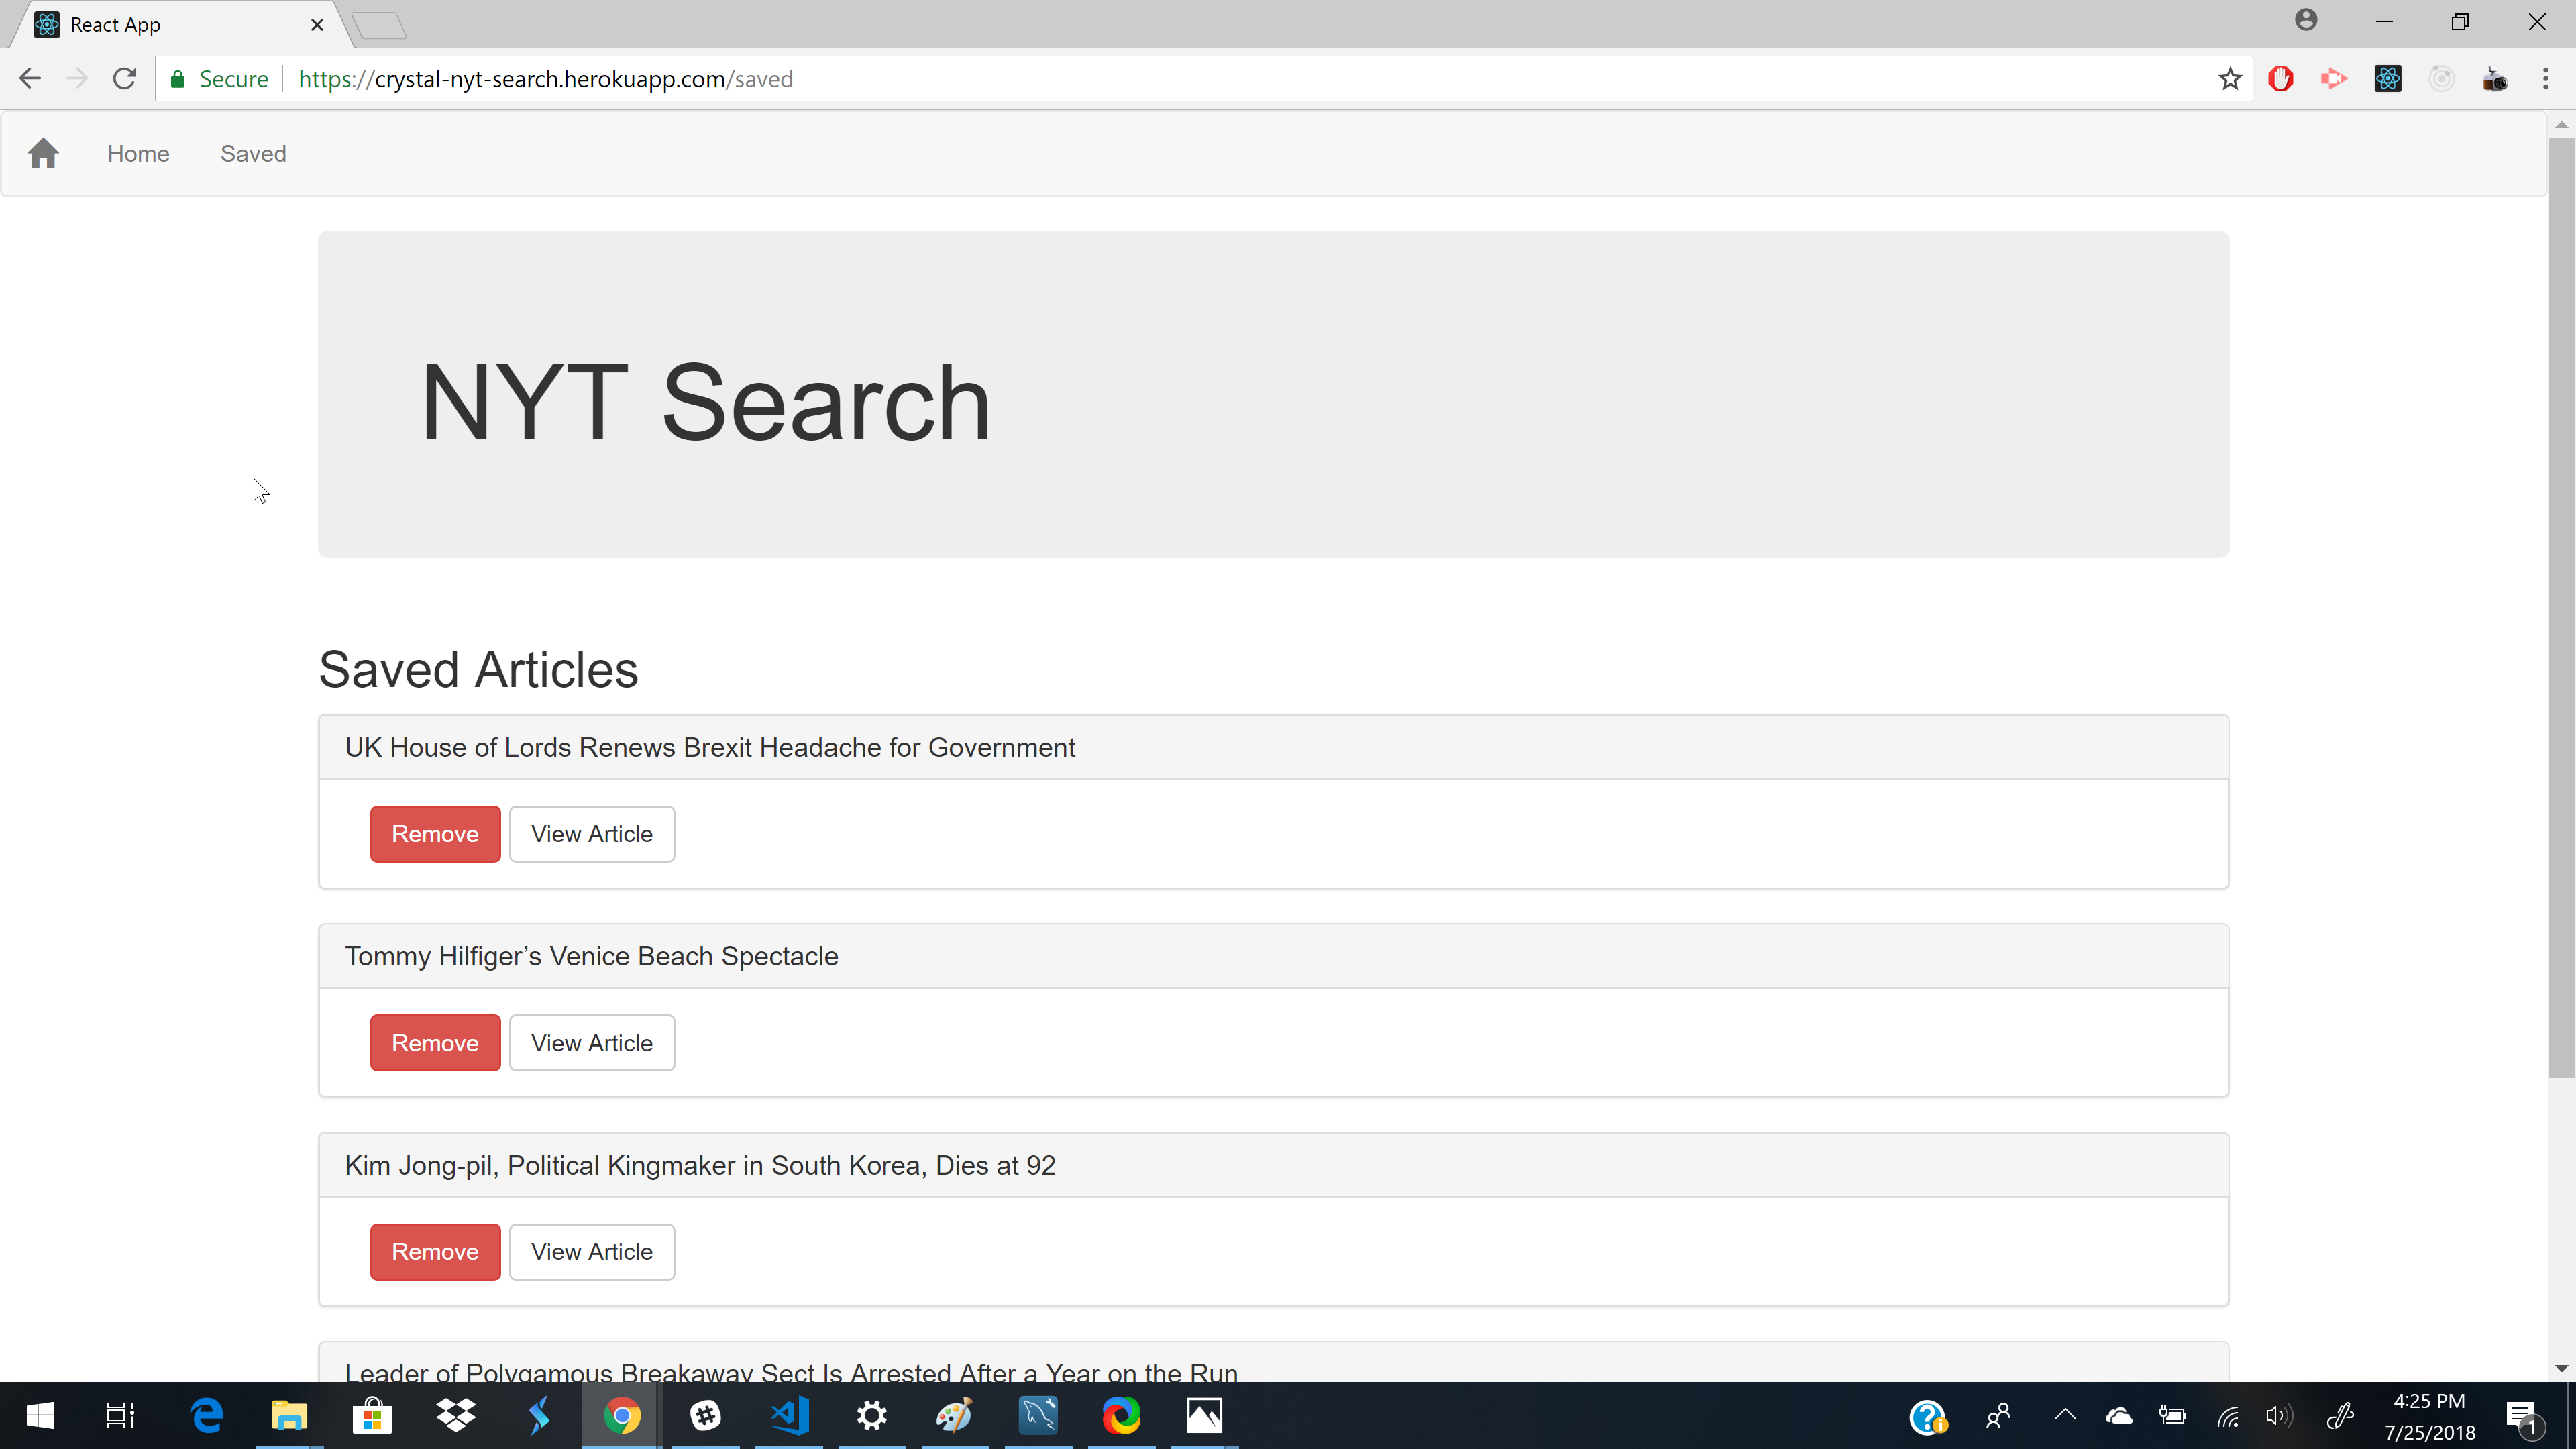 React App
Secure https://crystal-nyt-search.herokuapp.com/saved
Home Saved
NYT Search
Saved Articles
UK House of Lords Renews Brexit Headache for Government
Remove View Article
Tommy Hilfiger’s Venice Beach Spectacle
Remove View Article
Kim Jong-pil, Political Kingmaker in South Korea, Dies at 92
Remove View Article
Leader of Polygamous Breakaway Sect Is Arrested After a Year on the Run
4:25 PM
7/25/2018
1